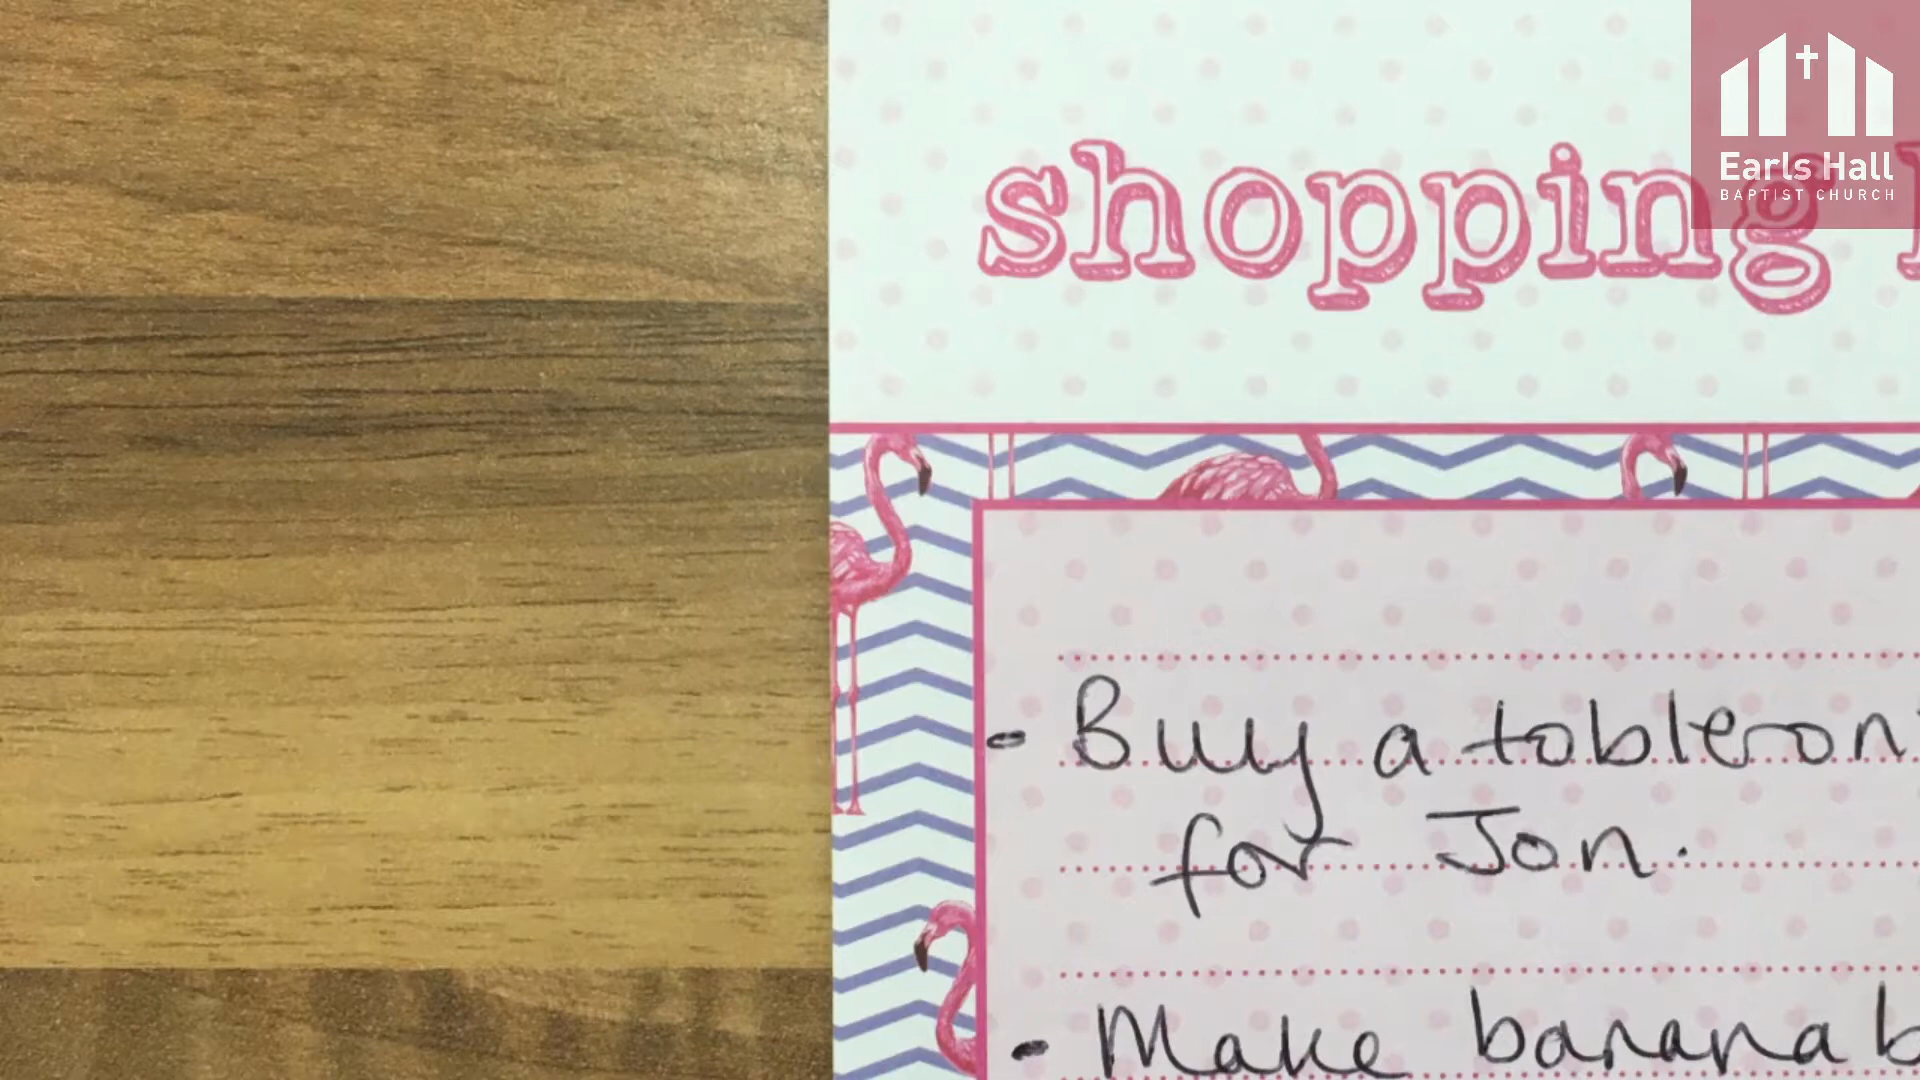 shopping
Earls Hall
BAPTIST CHURCH
- Buy a tobleron
for Jon.
- Make banana b